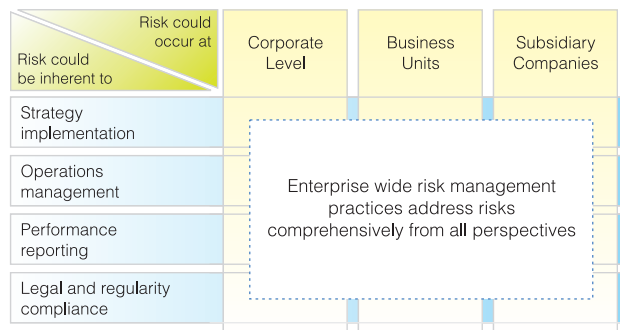 Risk could
occur at
Risk could
be inherent to
Corporate
Level
Business
Units
Subsidiary
Companies
Strategy
implementation
Operations
management
Performance
reporting
Legal and regularity
compliance
Enterprise wide risk management
practices address risks
comprehensively from all perspectives